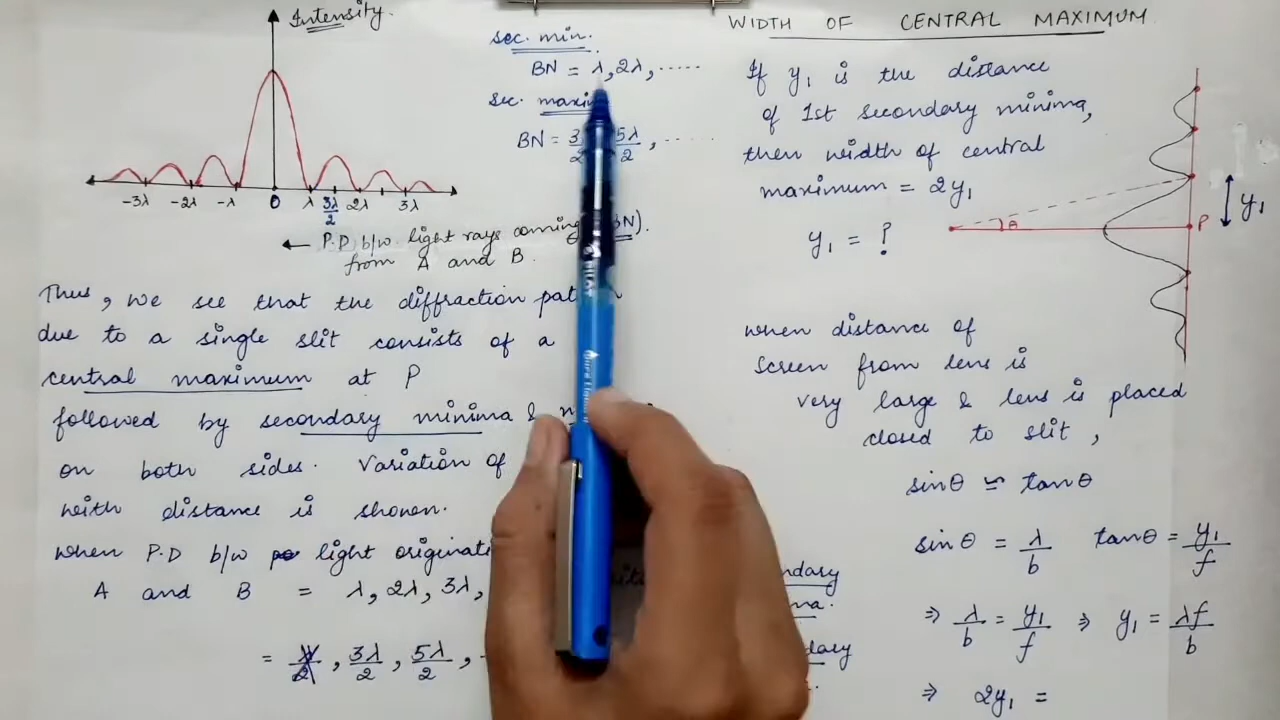 Intensity.
-3λ -2λ -λ 0 λ 3λ/2 2λ 3λ
← P.D b/w light rays coming (BN).
from A and B.
sec. min.
BN = λ, 2λ, .....
sec. maxi
BN = 3λ/2, 5λ/2, .....
Thus, we see that the diffraction
due to a single slit consists of a
central maximum at P
followed by secondary minima &
on both sides. Variation of
with distance is shown.
when P.D b/w light
A and B = λ, 2λ, 3λ,
= λ/2, 3λ/2, 5λ/2,
WIDTH OF CENTRAL MAXIMUM
If y₁ is the distance
of 1st secondary minima,
then width of central
maximum = 2y₁
y₁ = ?
θ P y₁
when distance of
screen from lens is
very large & lens is placed
closed to slit,
sinθ ≃ tanθ
sinθ = λ/b tanθ = y₁/f
⇒ λ/b = y₁/f ⇒ y₁ = λf/b
⇒ 2y₁ =
PILOT